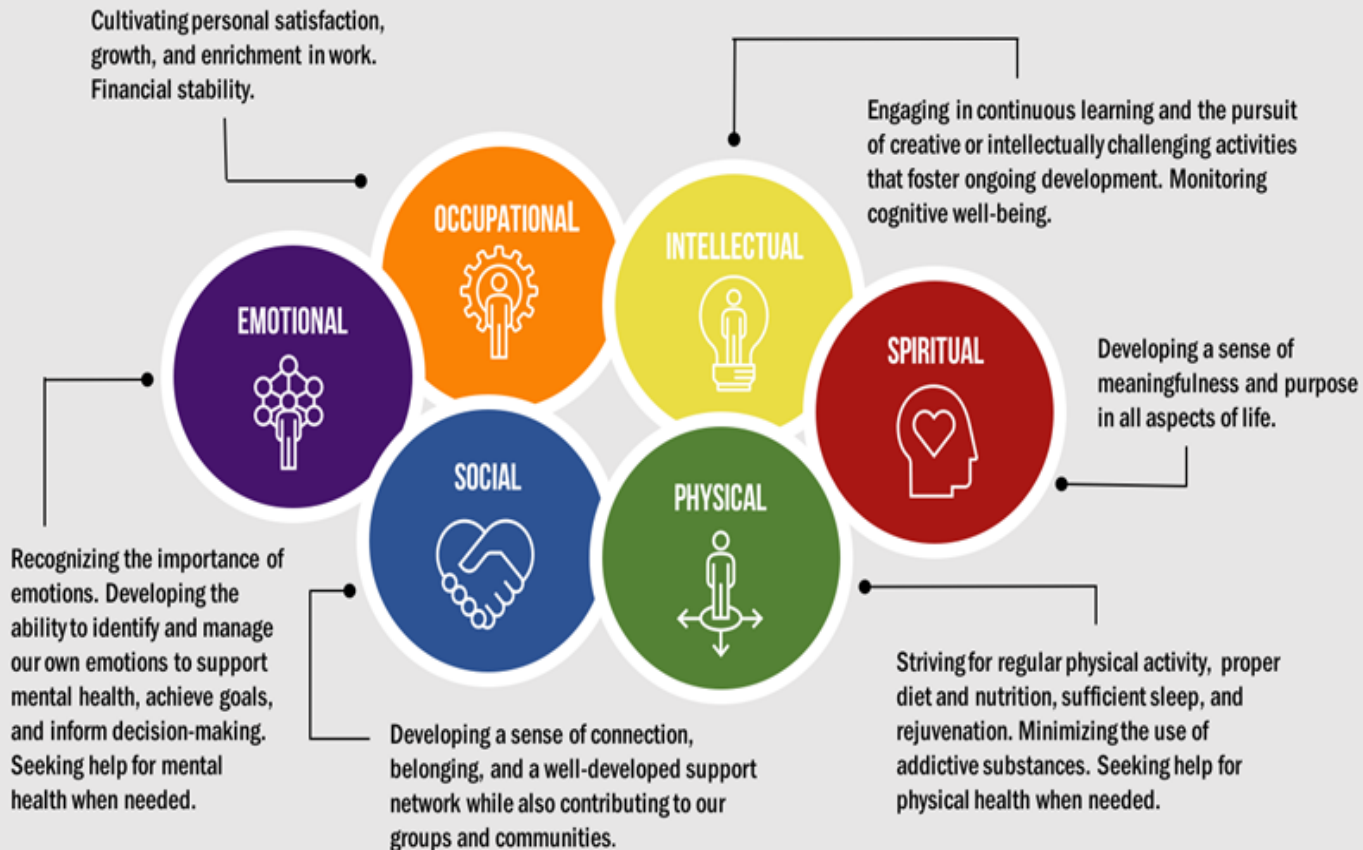 Cultivating personal satisfaction,
growth, and enrichment in work.
Financial stability.
Engaging in continuous learning and the pursuit
of creative or intellectually challenging activities
that foster ongoing development. Monitoring
cognitive well-being.
OCCUPATIONAL
INTELLECTUAL
EMOTIONAL
SPIRITUAL
Developing a sense of
meaningfulness and purpose
in all aspects of life.
SOCIAL
PHYSICAL
Recognizing the importance of
emotions. Developing the
ability to identify and manage
our own emotions to support
mental health, achieve goals,
and inform decision-making.
Seeking help for mental
health when needed.
Developing a sense of connection,
belonging, and a well-developed support
network while also contributing to our
groups and communities.
Striving for regular physical activity, proper
diet and nutrition, sufficient sleep, and
rejuvenation. Minimizing the use of
addictive substances. Seeking help for
physical health when needed.